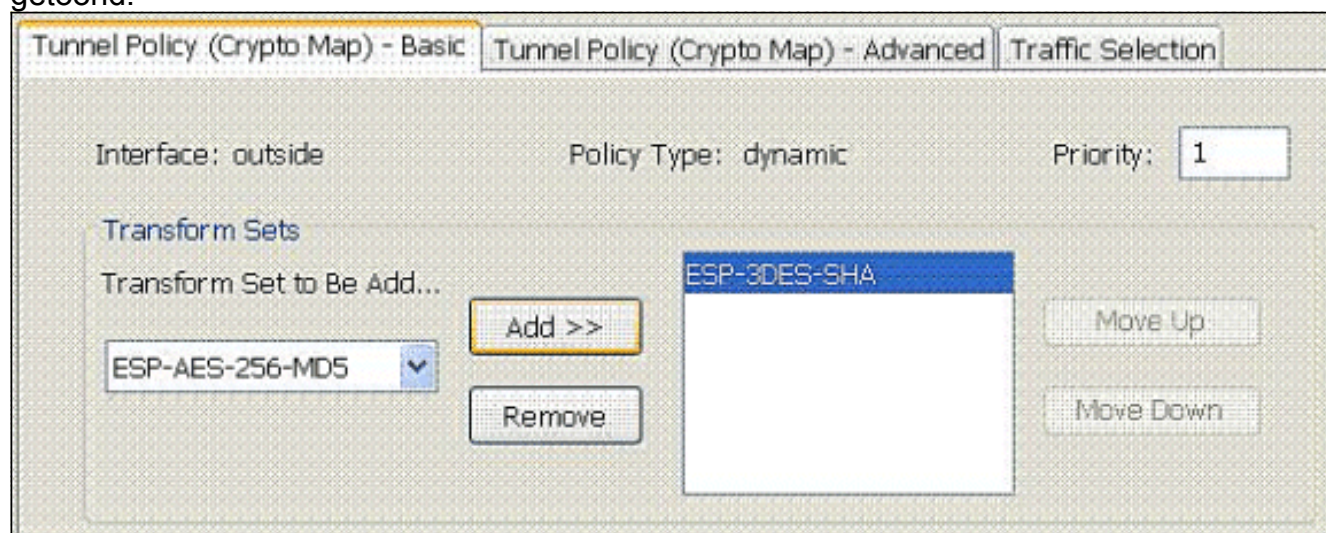 getoond.
Tunnel Policy (Crypto Map) - Basic Tunnel Policy (Crypto Map) - Advanced Traffic Selection
Interface: outside Policy Type: dynamic Priority: 1
Transform Sets
Transform Set to Be Add...
ESP-3DES-SHA
Add >>
Move Up
ESP-AES-256-MD5
Remove
Move Down